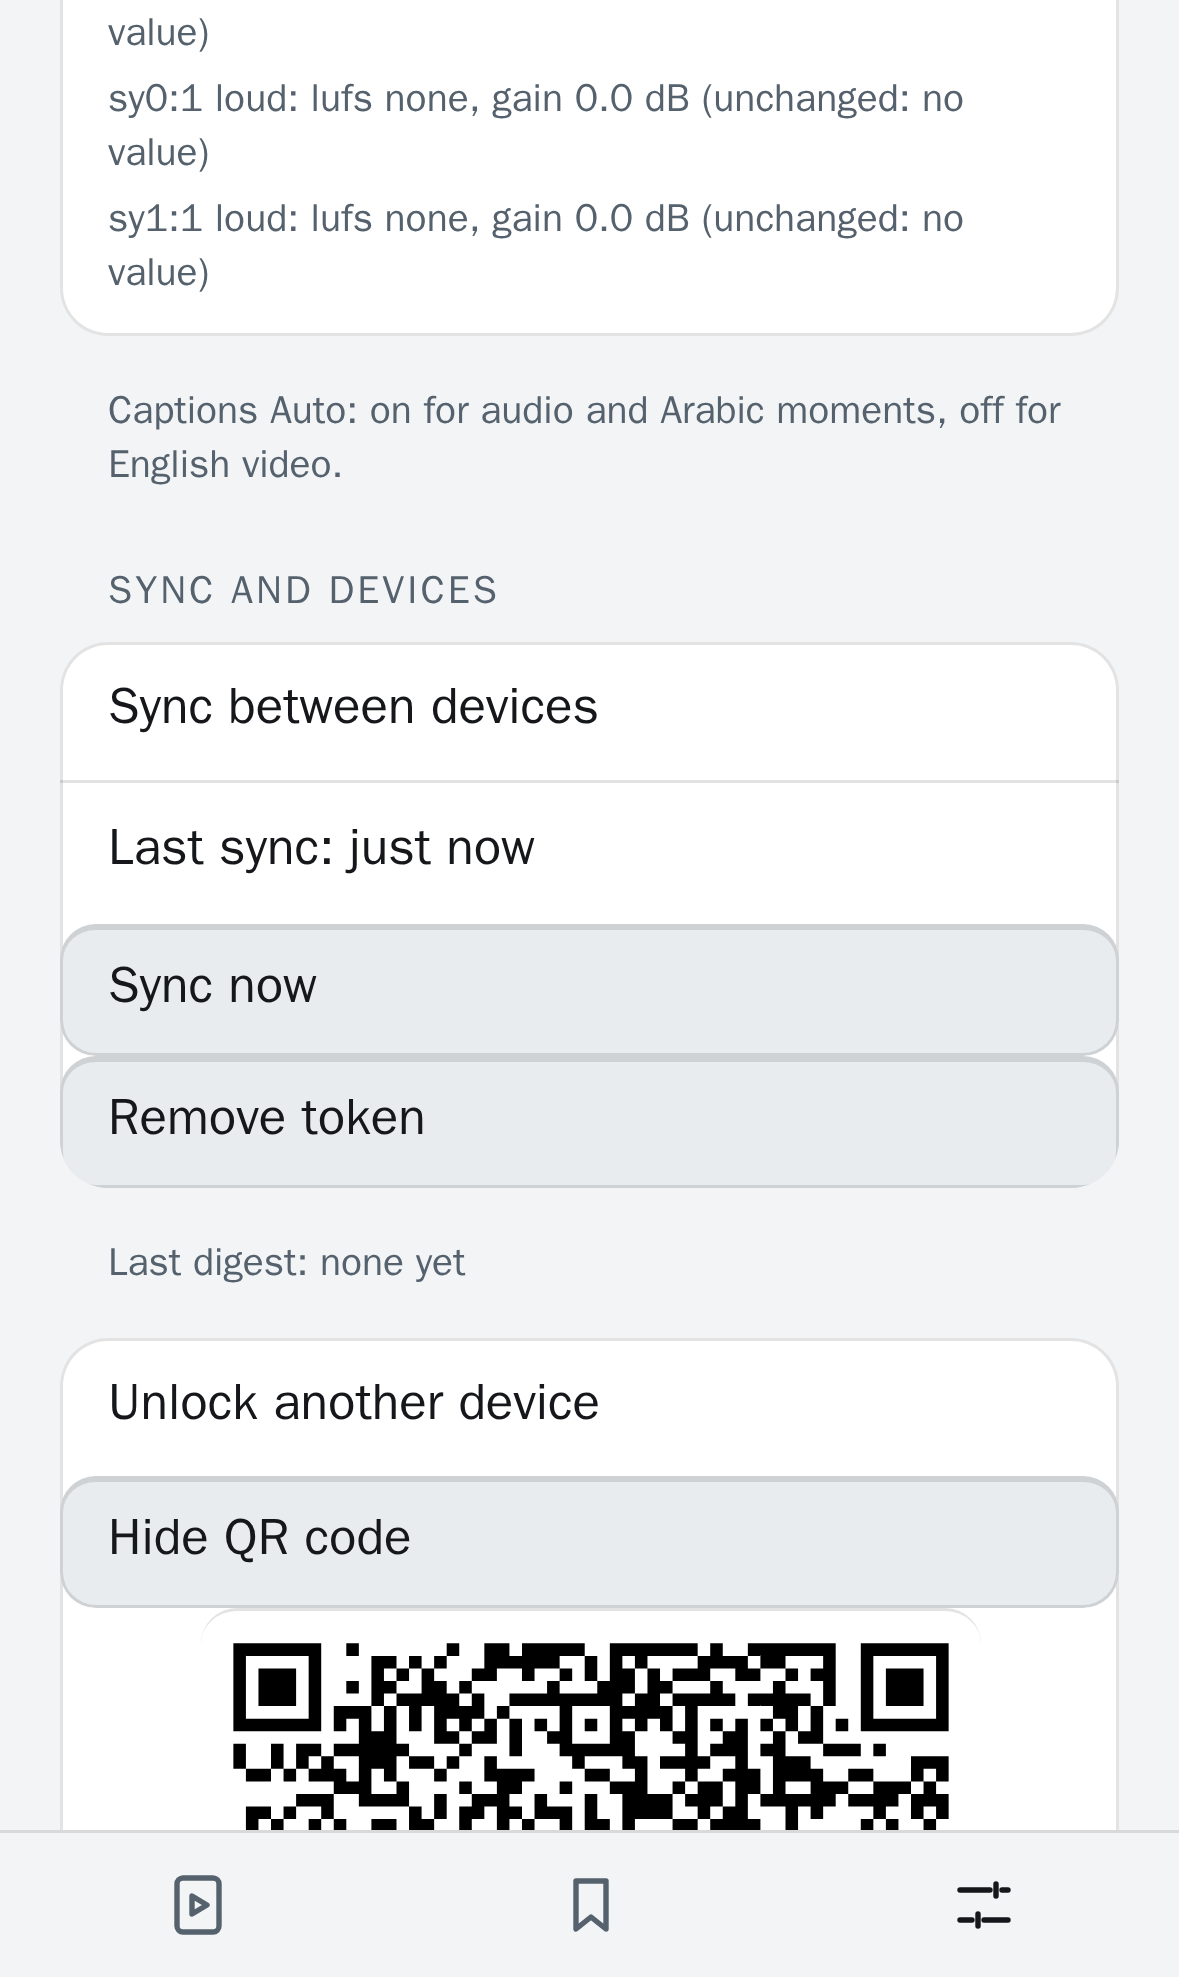 value)
sy0:1 loud: lufs none, gain 0.0 dB (unchanged: no
value)
sy1:1 loud: lufs none, gain 0.0 dB (unchanged: no
value)
Captions Auto: on for audio and Arabic moments, off for
English video.
SYNC AND DEVICES
Sync between devices
Last sync: just now
Sync now
Remove token
Last digest: none yet
Unlock another device
Hide QR code